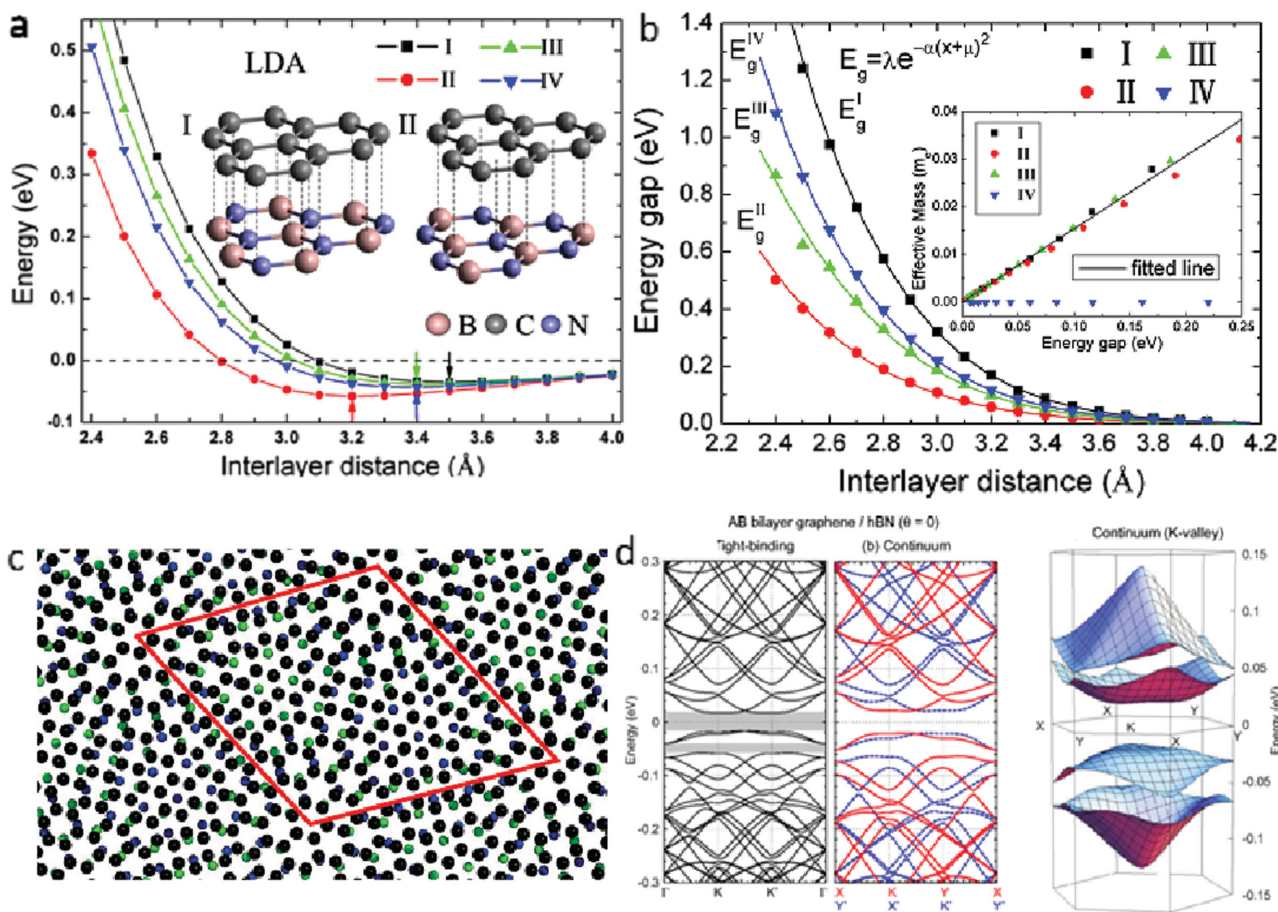 a
LDA
I
II
III
IV
I
II
B C N
Energy (eV)
0.5
0.4
0.3
0.2
0.1
0.0
-0.1
2.4 2.6 2.8 3.0 3.2 3.4 3.6 3.8 4.0
Interlayer distance (Å)
b
E_g=λe^{-α(x+μ)^2}
I
II
III
IV
E_g^{IV}
E_g^{III}
E_g^{I}
E_g^{II}
Energy gap (eV)
1.4
1.2
1.0
0.8
0.6
0.4
0.2
0.0
2.2 2.4 2.6 2.8 3.0 3.2 3.4 3.6 3.8 4.0 4.2
Interlayer distance (Å)
I
II
III
IV
fitted line
0.04
0.03
0.02
0.01
0.00
0.00 0.05 0.10 0.15 0.20 0.25
Energy gap (eV)
c
d
AB bilayer graphene / hBN (θ = 0)
Tight-binding
(b) Continuum
Continuum (K-valley)
Energy (eV)
0.3
0.2
0.1
0
-0.1
-0.2
-0.3
Γ K K' Γ
X K Y X
Y' X' K' Y'
X Y K X Y
0.15
0.1
0.05
0
-0.05
-0.15
Energy (eV)